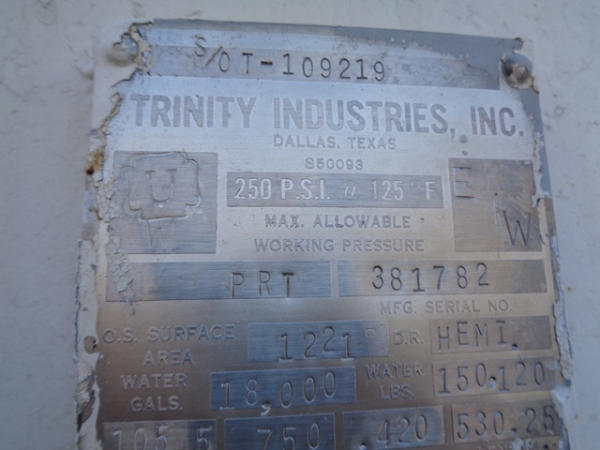 S/O T-109219
TRINITY INDUSTRIES, INC.
DALLAS, TEXAS
S50093
U
W
250 P.S.I. @ 125 °F
E
W
MAX. ALLOWABLE
WORKING PRESSURE
PRT
381782
MFG. SERIAL NO.
O.S. SURFACE
AREA
1221
D.R.
HEMI.
WATER
GALS.
18,000
WATER
LBS.
150,120
105.5
.750
.420
530.25